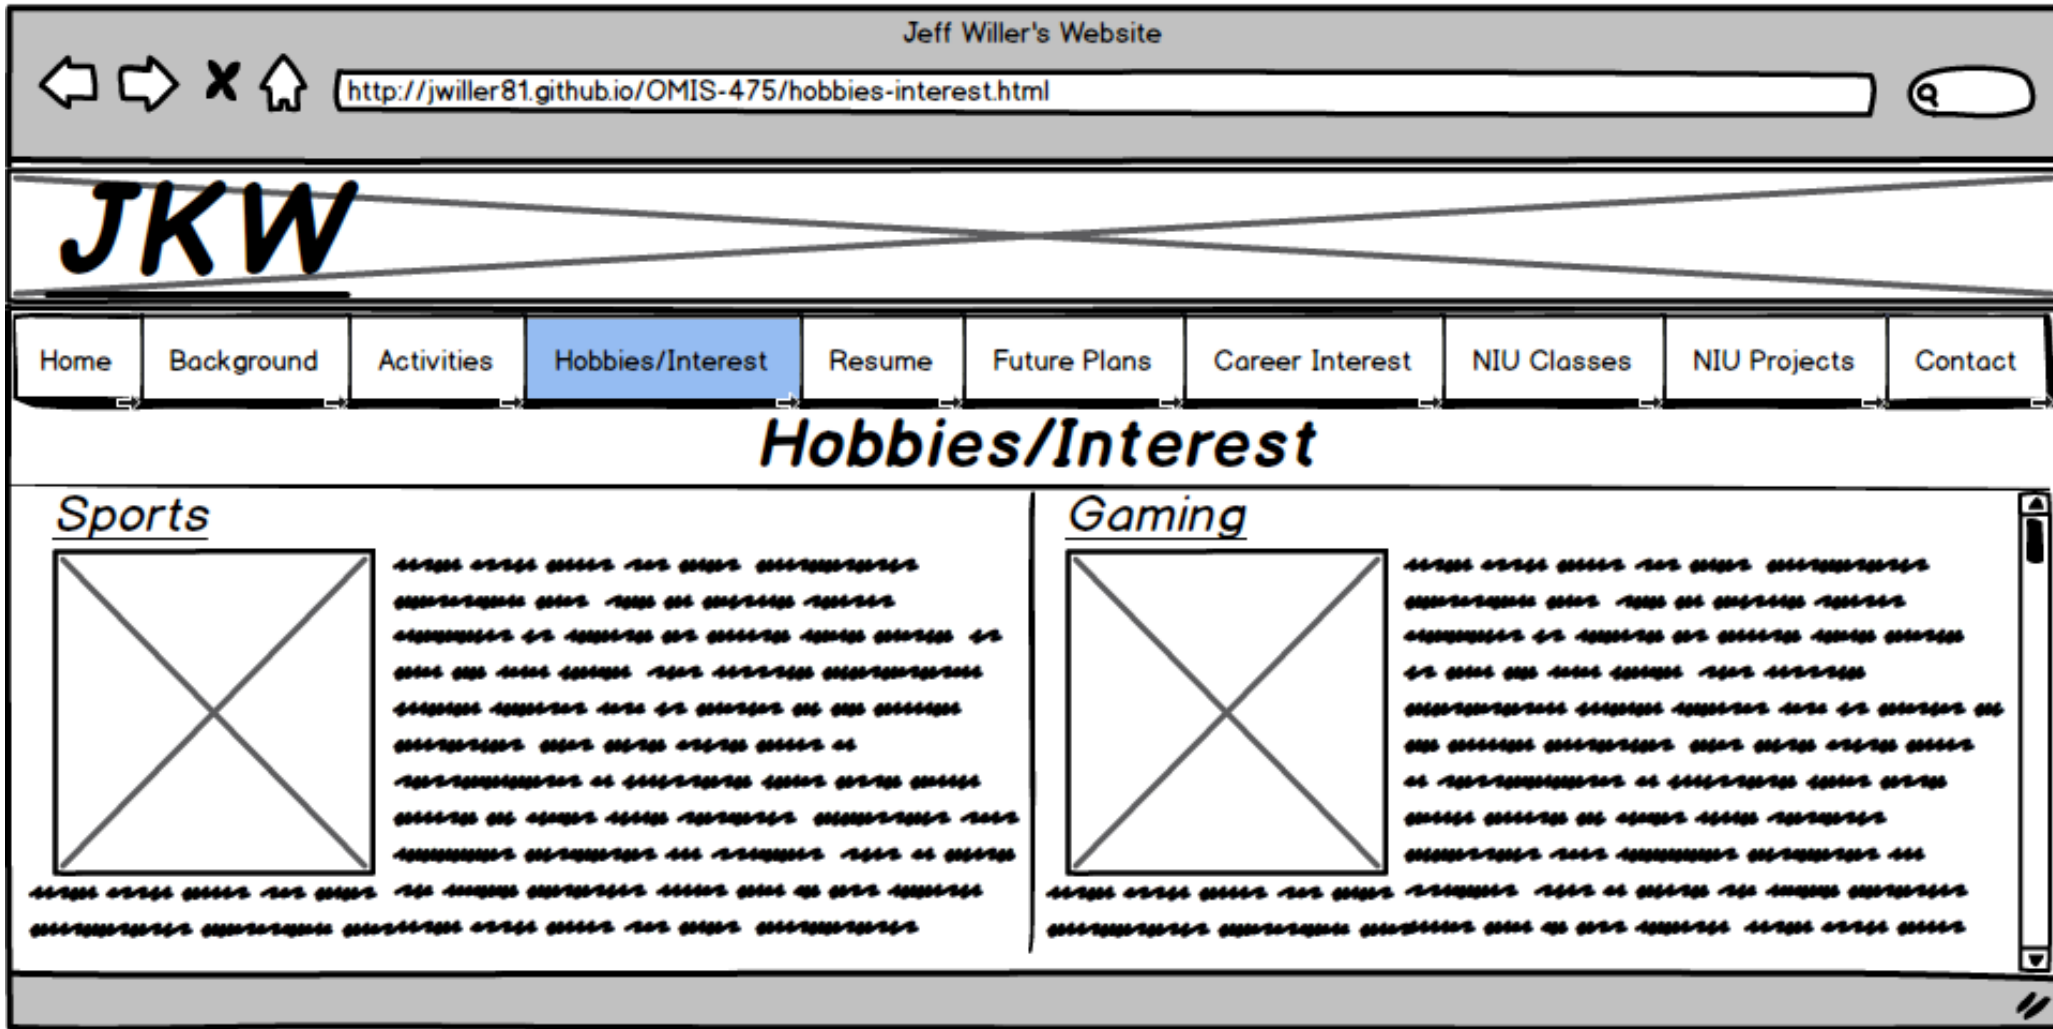 Jeff Willer's Website
http://jwiller81.github.io/OMIS-475/hobbies-interest.html
JKW
Home Background Activities Hobbies/Interest Resume Future Plans Career Interest NIU Classes NIU Projects Contact
Hobbies/Interest
Sports
Gaming